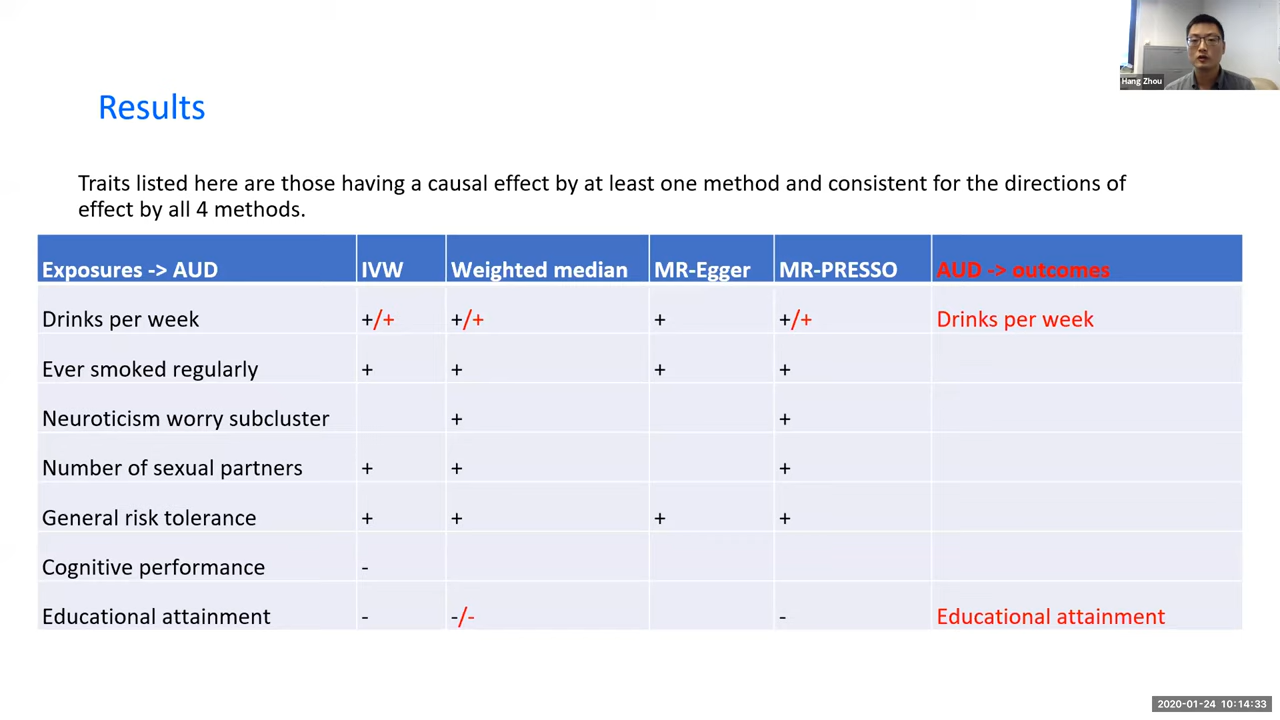 Hang Zhou
Results
Traits listed here are those having a causal effect by at least one method and consistent for the directions of
effect by all 4 methods.
Exposures -> AUD IVW Weighted median MR-Egger MR-PRESSO AUD -> outcomes
Drinks per week +/+ +/+ + +/+ Drinks per week
Ever smoked regularly + + + +
Neuroticism worry subcluster + +
Number of sexual partners + + +
General risk tolerance + + + +
Cognitive performance -
Educational attainment - -/- - Educational attainment
2020-01-24 10:14:33